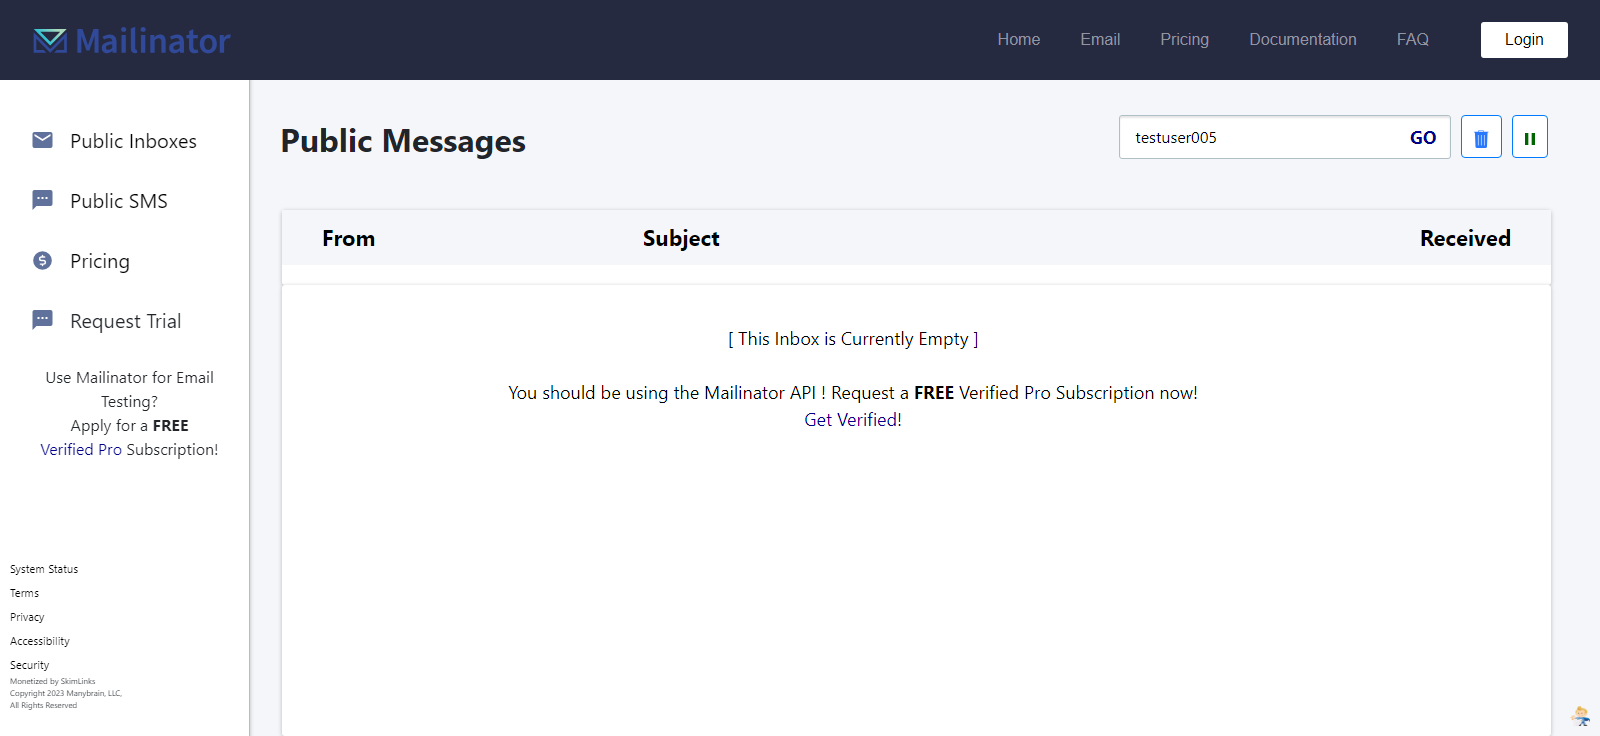 Mailinator
Home
Email
Pricing
Documentation
FAQ
Login
Public Inboxes
Public SMS
Pricing
Request Trial
Use Mailinator for Email
Testing?
Apply for a FREE
Verified Pro Subscription!
System Status
Terms
Privacy
Accessibility
Security
Monetized by SkimLinks
Copyright 2023 Manybrain, LLC,
All Rights Reserved
Public Messages
testuser005
GO
From
Subject
Received
[ This Inbox is Currently Empty ]
You should be using the Mailinator API ! Request a FREE Verified Pro Subscription now!
Get Verified!